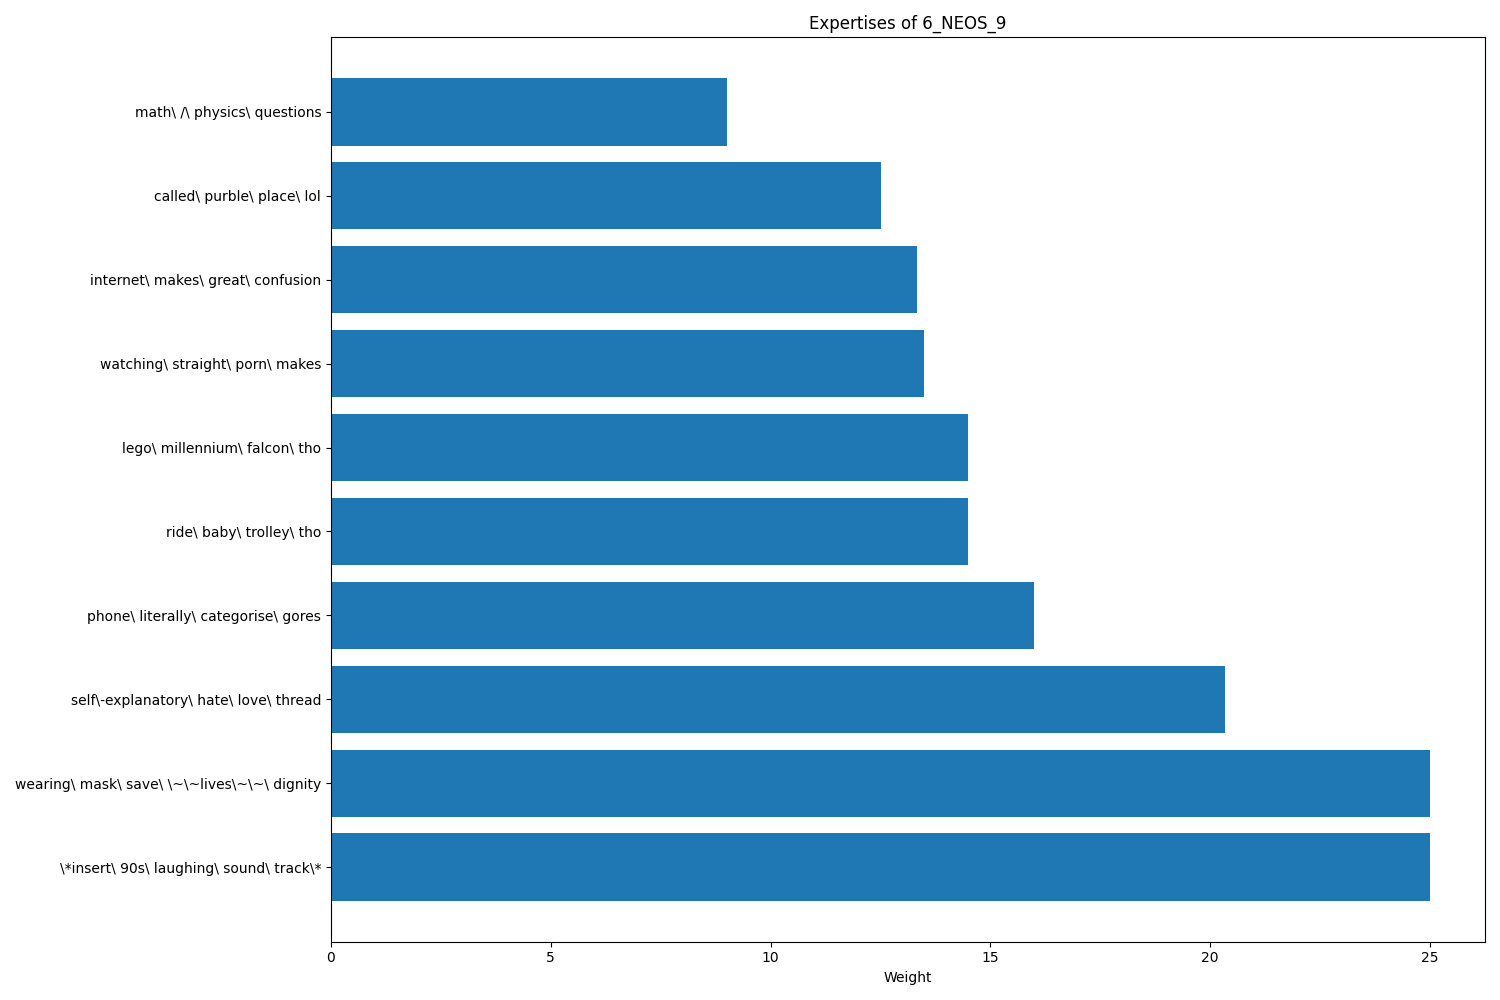 Expertises of 6_NEOS_9
math\ /\ physics\ questions
called\ purble\ place\ lol
internet\ makes\ great\ confusion
watching\ straight\ porn\ makes
lego\ millennium\ falcon\ tho
ride\ baby\ trolley\ tho
phone\ literally\ categorise\ gores
self\-explanatory\ hate\ love\ thread
wearing\ mask\ save\ \~\~lives\~\~\ dignity
\*insert\ 90s\ laughing\ sound\ track\*
0 5 10 15 20 25
Weight